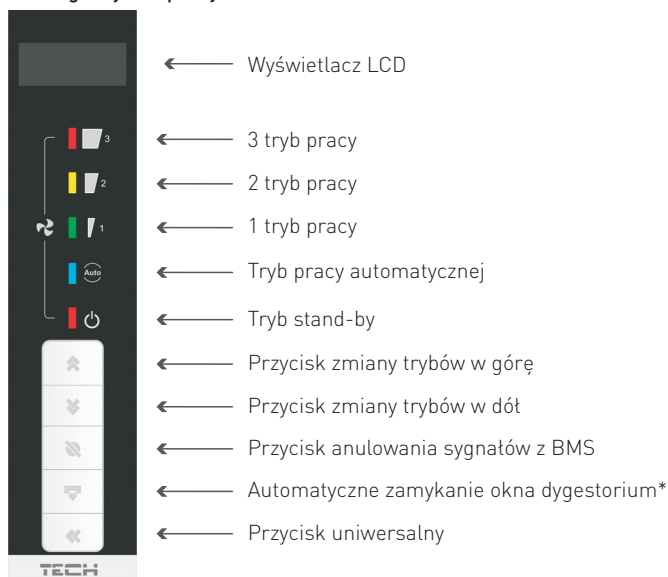 Wyświetlacz LCD
3 3 tryb pracy
2 2 tryb pracy
1 1 tryb pracy
Auto Tryb pracy automatycznej
Tryb stand-by
Przycisk zmiany trybów w górę
Przycisk zmiany trybów w dół
Przycisk anulowania sygnałów z BMS
Automatyczne zamykanie okna dygestorium*
Przycisk uniwersalny
TECH